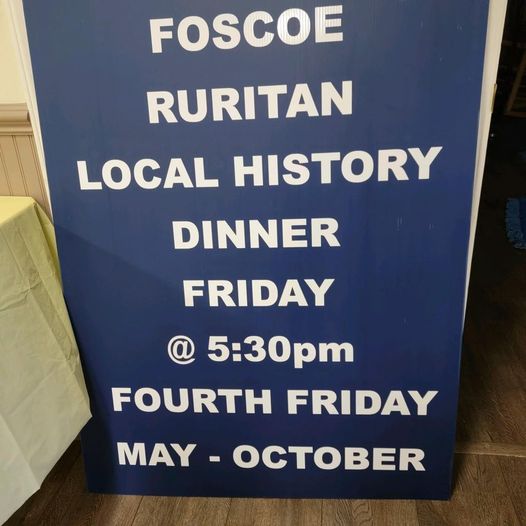 FOSCOE
RURITAN
LOCAL HISTORY
DINNER
FRIDAY
@ 5:30pm
FOURTH FRIDAY
MAY - OCTOBER